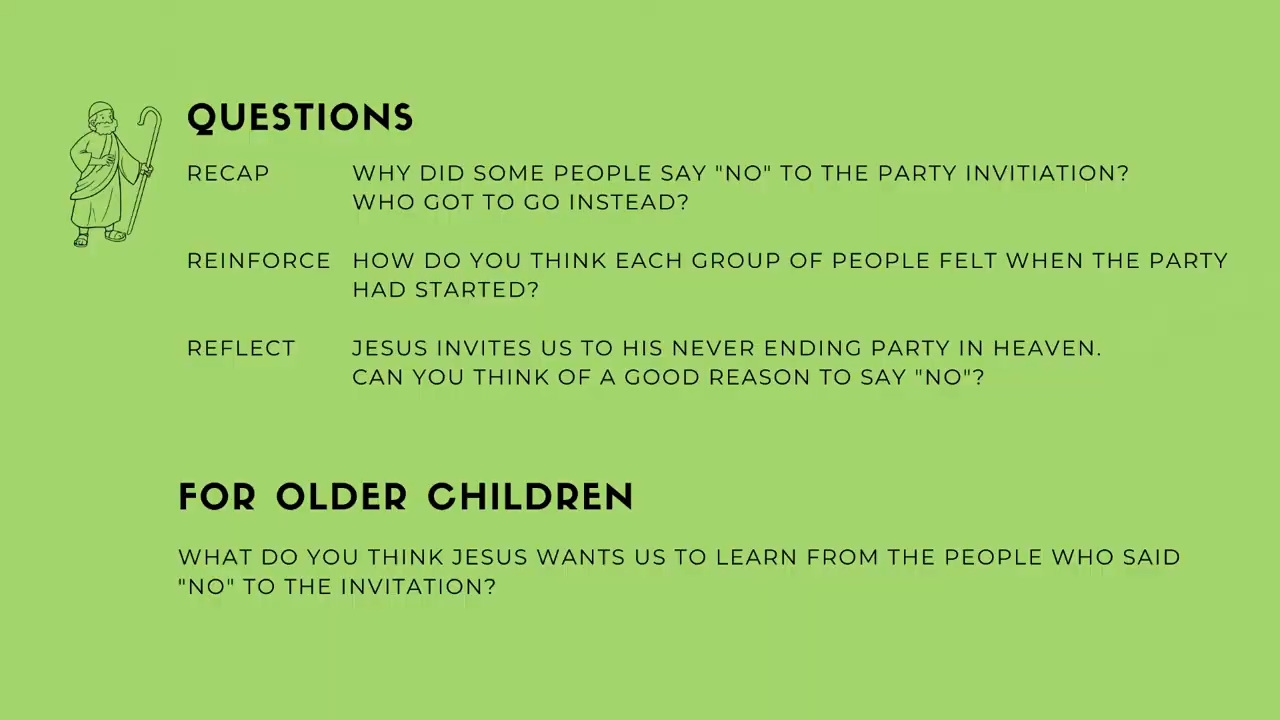 QUESTIONS
RECAP WHY DID SOME PEOPLE SAY "NO" TO THE PARTY INVITIATION?
WHO GOT TO GO INSTEAD?
REINFORCE HOW DO YOU THINK EACH GROUP OF PEOPLE FELT WHEN THE PARTY
HAD STARTED?
REFLECT JESUS INVITES US TO HIS NEVER ENDING PARTY IN HEAVEN.
CAN YOU THINK OF A GOOD REASON TO SAY "NO"?
FOR OLDER CHILDREN
WHAT DO YOU THINK JESUS WANTS US TO LEARN FROM THE PEOPLE WHO SAID
"NO" TO THE INVITATION?